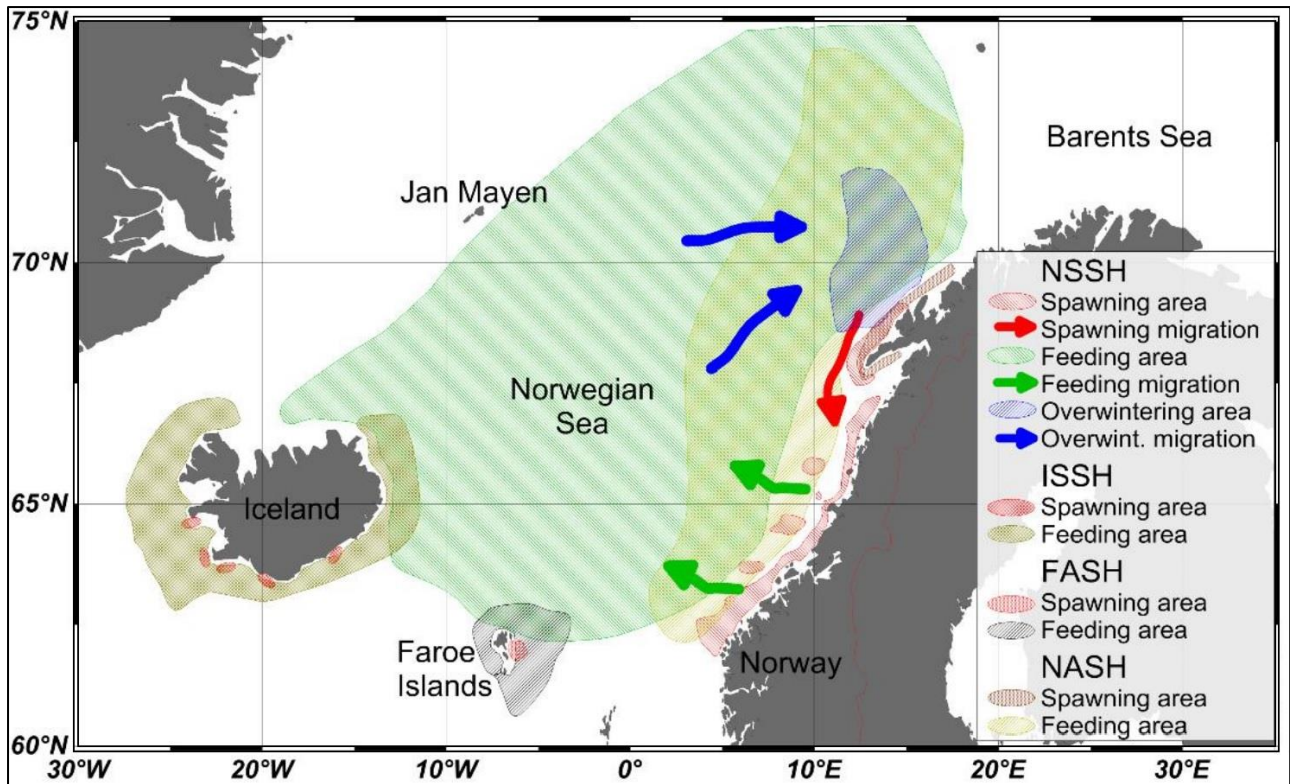 75°N
Barents Sea
Jan Mayen
70°N
NSSH
Spawning area
Spawning migration
Feeding area
Feeding migration
Overwintering area
Overwint. migration
Norwegian
Sea
65°N
Iceland
ISSH
Spawning area
Feeding area
FASH
Spawning area
Feeding area
Faroe
Islands
Norway
NASH
Spawning area
Feeding area
60°N
30°W
20°W
10°W
0°
10°E
20°E
30°E